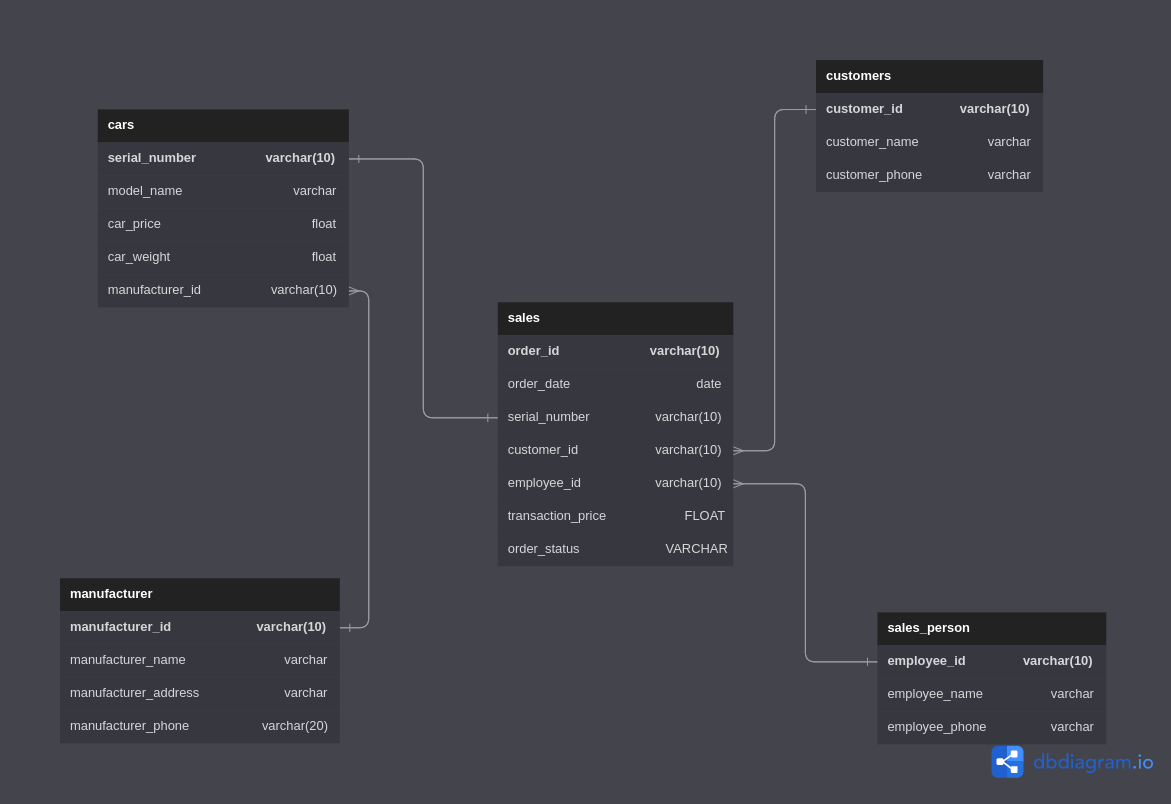 cars
serial_number varchar(10)
model_name varchar
car_price float
car_weight float
manufacturer_id varchar(10)
customers
customer_id varchar(10)
customer_name varchar
customer_phone varchar
sales
order_id varchar(10)
order_date date
serial_number varchar(10)
customer_id varchar(10)
employee_id varchar(10)
transaction_price FLOAT
order_status VARCHAR
manufacturer
manufacturer_id varchar(10)
manufacturer_name varchar
manufacturer_address varchar
manufacturer_phone varchar(20)
sales_person
employee_id varchar(10)
employee_name varchar
employee_phone varchar
dbdiagram.io